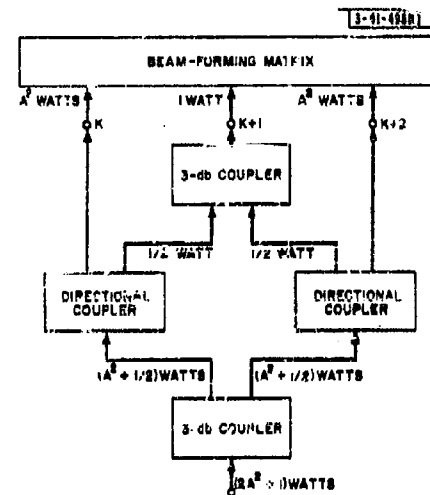 3-41-498H
BEAM-FORMING MATRIX
A² WATTS 1 WATT A² WATTS
K K+1 K+2
3-db COUPLER
1/2 WATT 1/2 WATT
DIRECTIONAL COUPLER DIRECTIONAL COUPLER
(A² + 1/2) WATTS (A² + 1/2) WATTS
3-db COUPLER
(2A² + 1) WATTS